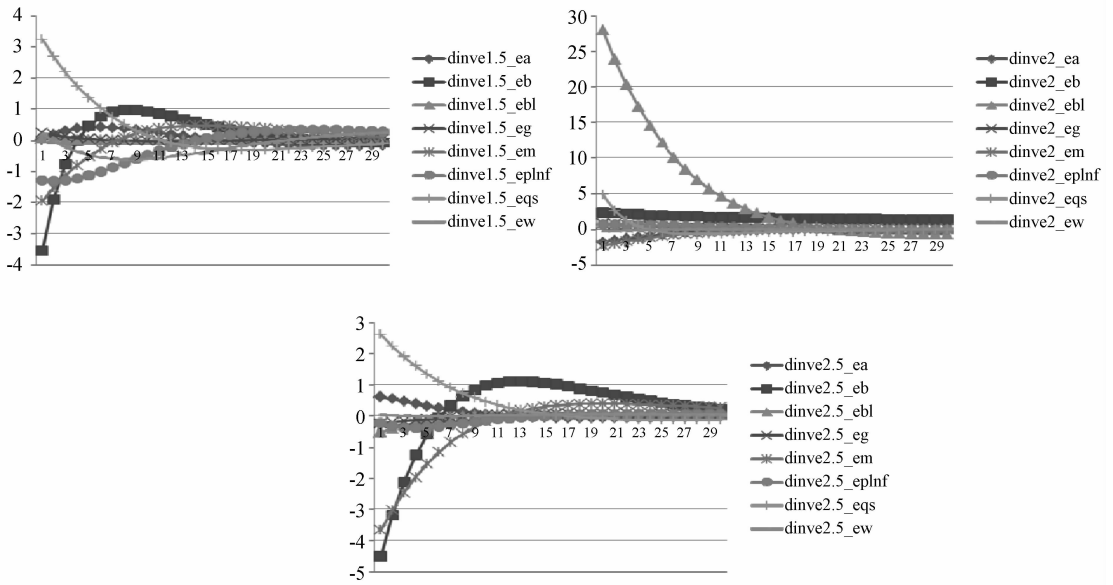 4
3
2
1
0
-1
-2
-3
-4
1 3 5 7 9 11 13 15 17 19 21 23 25 27 29
dinve1.5_ea
dinve1.5_eb
dinve1.5_ebl
dinve1.5_eg
dinve1.5_em
dinve1.5_eplnf
dinve1.5_eqs
dinve1.5_ew
30
25
20
15
10
5
0
-5
1 3 5 7 9 11 13 15 17 19 21 23 25 27 29
dinve2_ea
dinve2_eb
dinve2_ebl
dinve2_eg
dinve2_em
dinve2_eplnf
dinve2_eqs
dinve2_ew
3
2
1
0
-1
-2
-3
-4
-5
1 3 5 7 9 11 13 15 17 19 21 23 25 27 29
dinve2.5_ea
dinve2.5_eb
dinve2.5_ebl
dinve2.5_eg
dinve2.5_em
dinve2.5_eplnf
dinve2.5_eqs
dinve2.5_ew